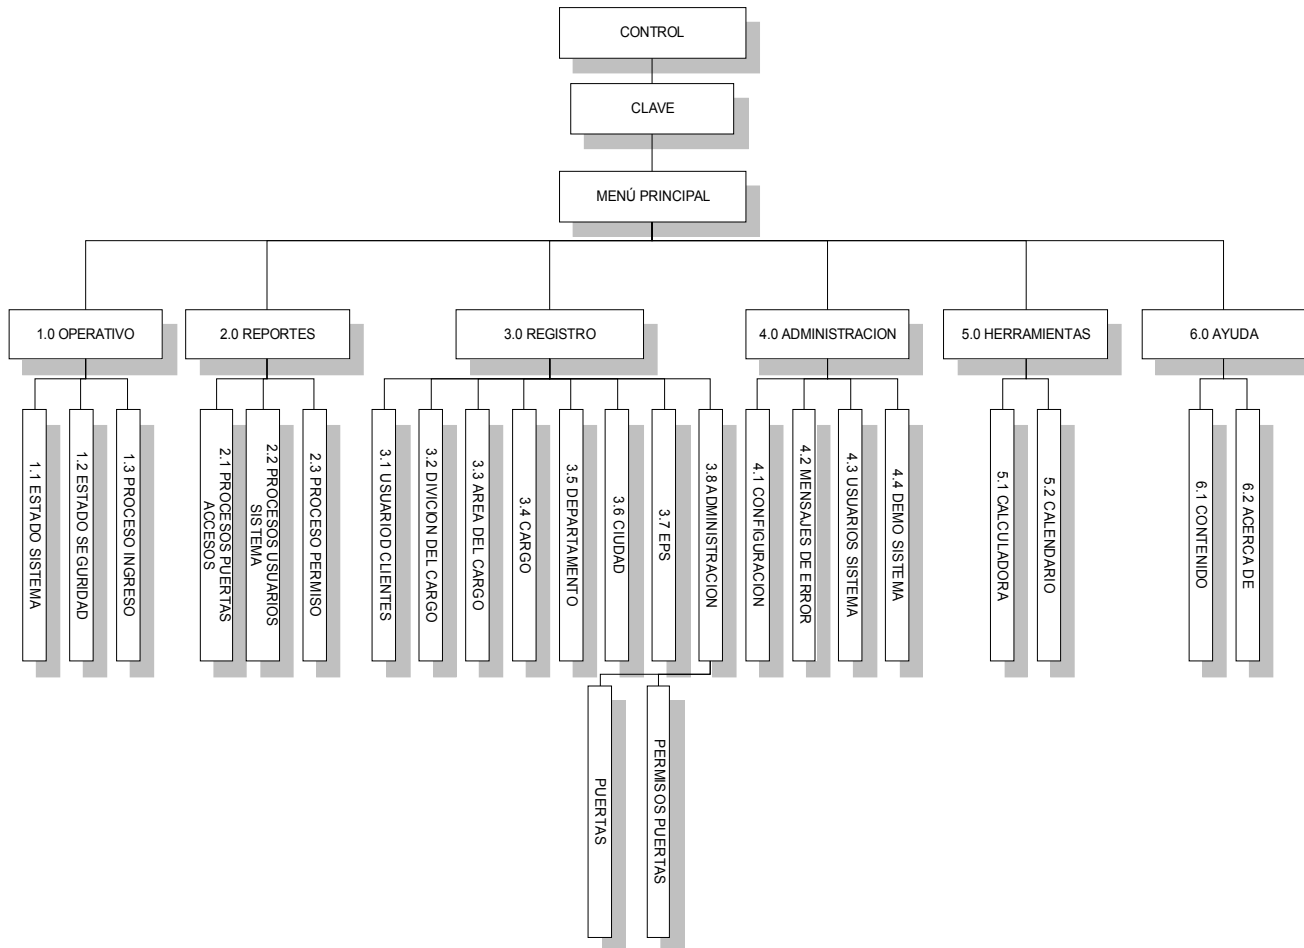 CONTROL
CLAVE
MENÚ PRINCIPAL
1.0 OPERATIVO
2.0 REPORTES
3.0 REGISTRO
4.0 ADMINISTRACION
5.0 HERRAMIENTAS
6.0 AYUDA
1.1 ESTADO SISTEMA
1.2 ESTADO SEGURIDAD
1.3 PROCESO INGRESO
2.1 PROCESOS PUERTAS
ACCESOS
2.2 PROCESOS USUARIOS
SISTEMA
2.3 PROCESO PERMISO
3.1 USUARIOD CLIENTES
3.2 DIVICION DEL CARGO
3.3 AREA DEL CARGO
3.4 CARGO
3.5 DEPARTAMENTO
3.6 CIUDAD
3.7 EPS
3.8 ADMINISTRACION
4.1 CONFIGURACION
4.2 MENSAJES DE ERROR
4.3 USUARIOS SISTEMA
4.4 DEMO SISTEMA
5.1 CALCULADORA
5.2 CALENDARIO
6.1 CONTENIDO
6.2 ACERCA DE
PUERTAS
PERMISOS PUERTAS